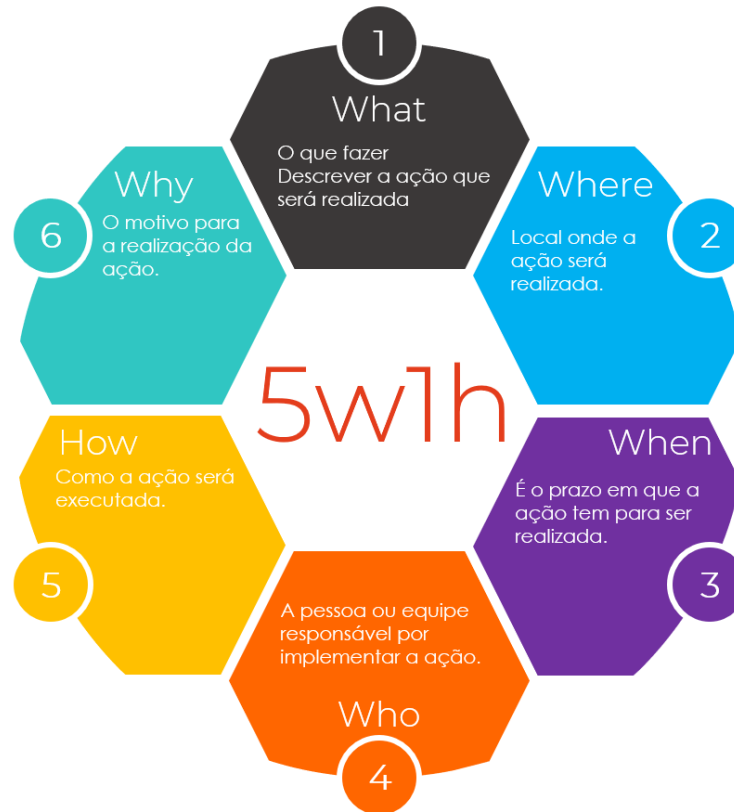 1
What
O que fazer
Descrever a ação que
será realizada
Where
2
Local onde a
ação será
realizada.
When
É o prazo em que a
ação tem para ser
realizada.
3
A pessoa ou equipe
responsável por
implementar a ação.
Who
4
How
Como a ação será
executada.
5
Why
6
O motivo para
a realização da
ação.
5w1h